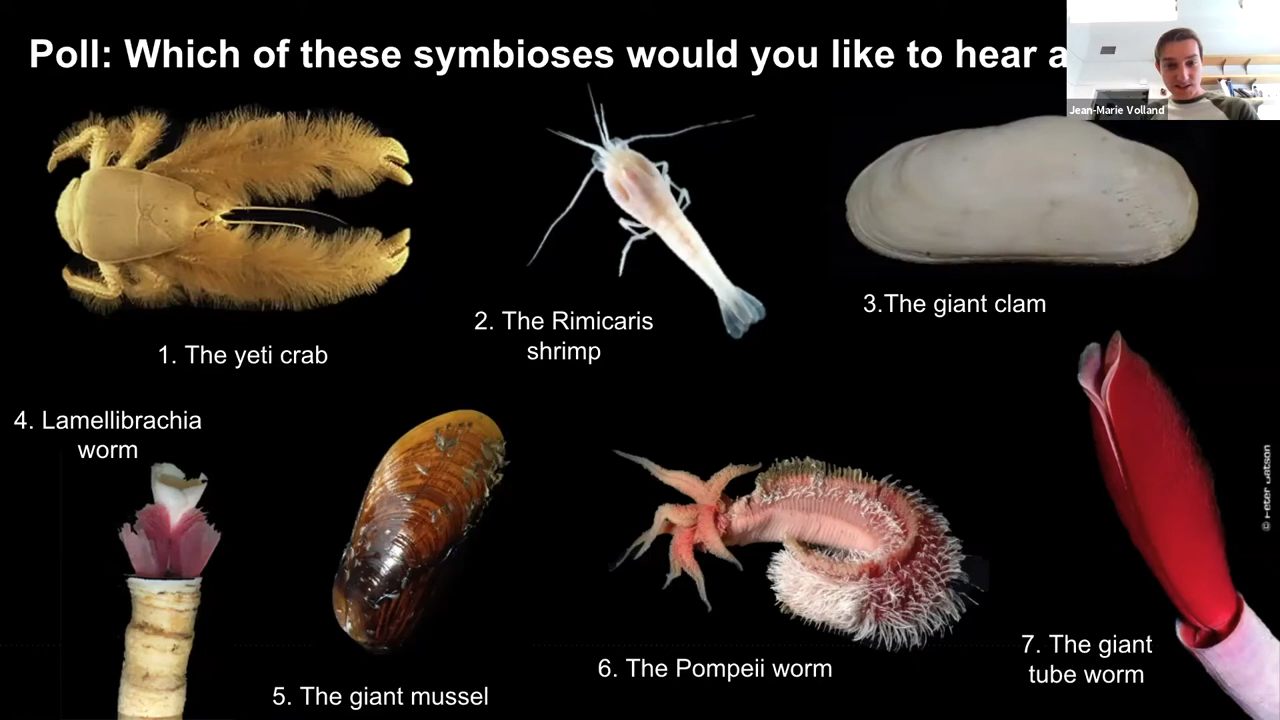 Poll: Which of these symbioses would you like to hear a
Jean-Marie Volland
1. The yeti crab
2. The Rimicaris
shrimp
3.The giant clam
4. Lamellibrachia
worm
5. The giant mussel
6. The Pompeii worm
7. The giant
tube worm
© Peter Batson